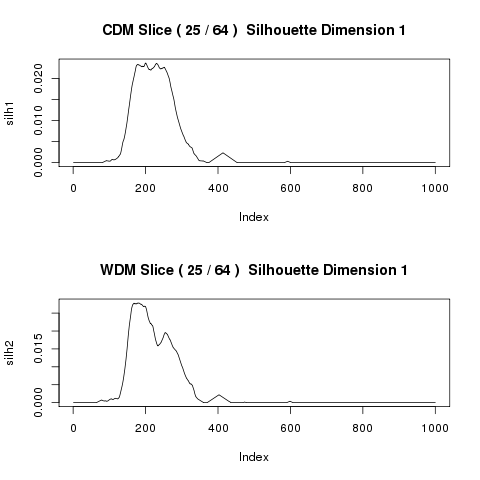 CDM Slice ( 25 / 64 )  Silhouette Dimension 1
silh1
0.000 0.010 0.020
0 200 400 600 800 1000
Index
WDM Slice ( 25 / 64 )  Silhouette Dimension 1
silh2
0.000 0.015
0 200 400 600 800 1000
Index